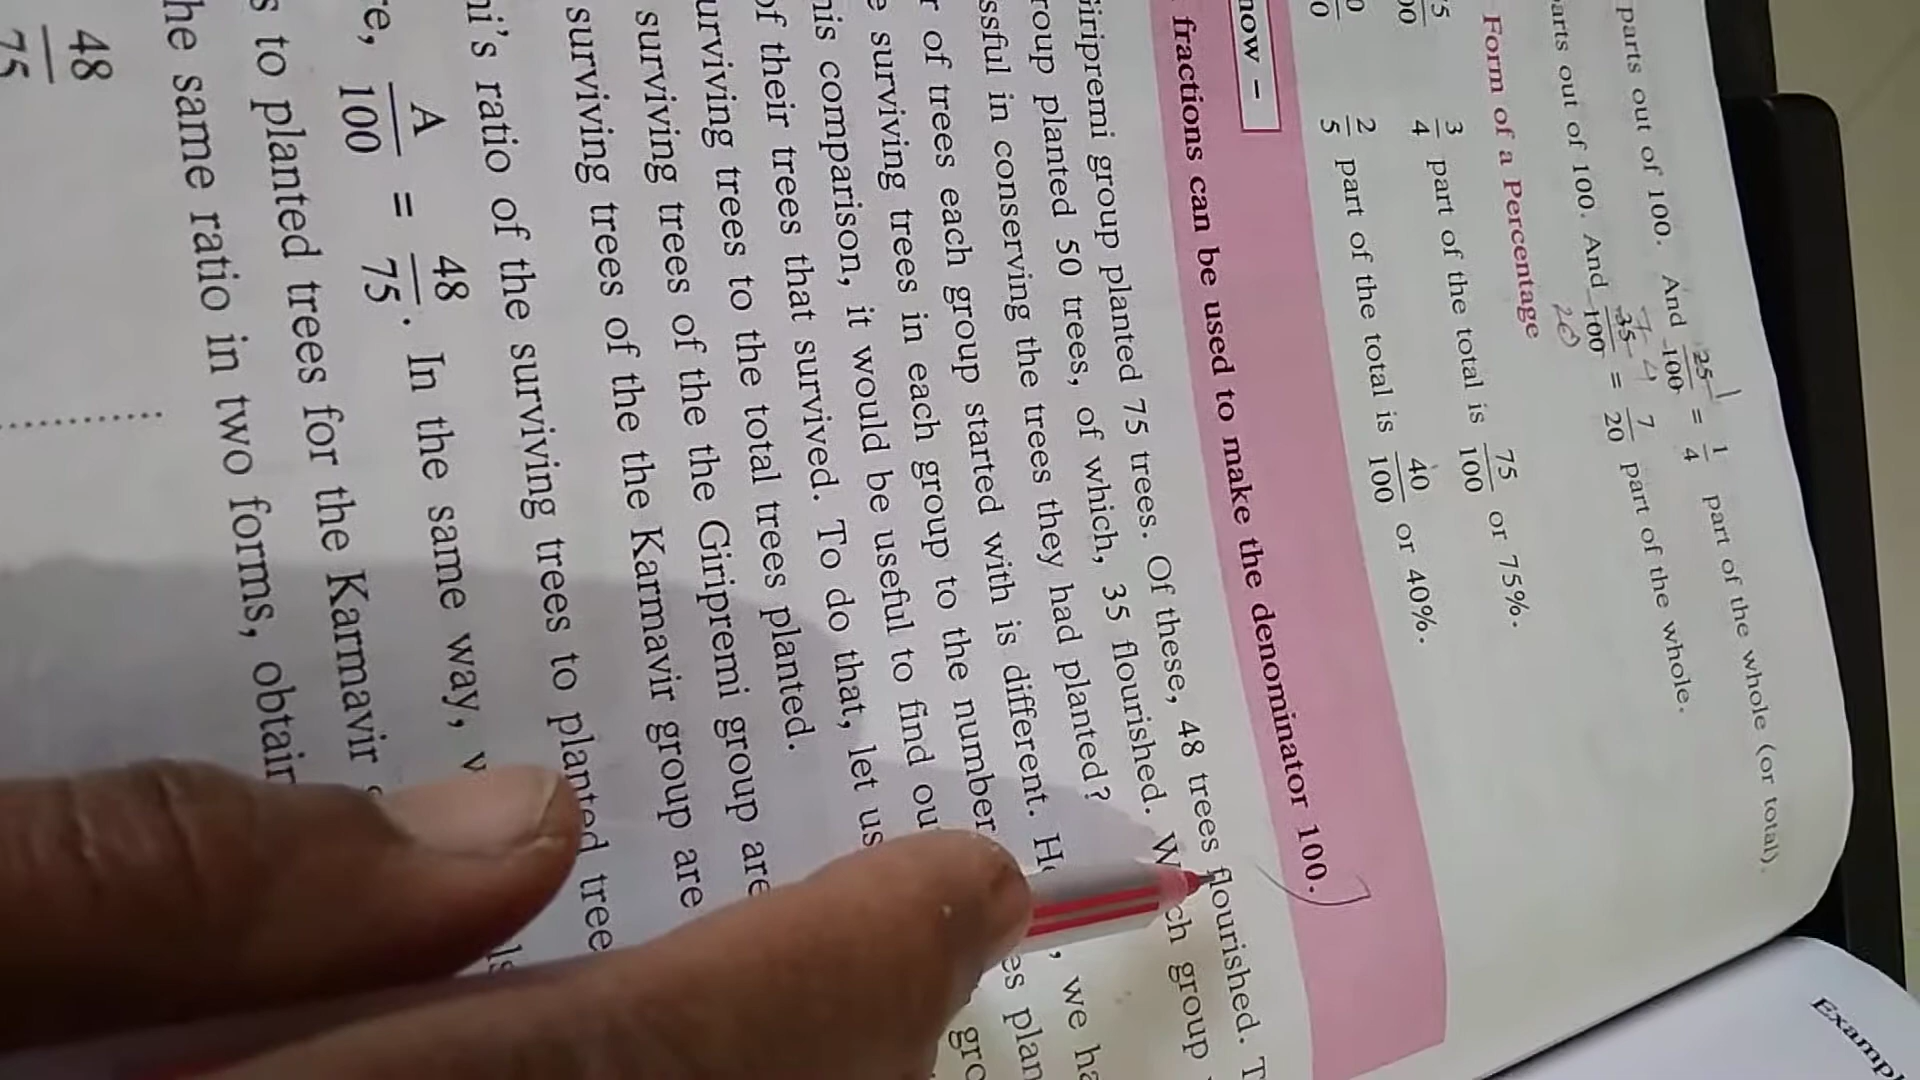 parts out of 100. And 25/100 = 1/4 part of the whole (or total).
1
parts out of 100. And 35/100 = 7/20 part of the whole.
7
20
Form of a Percentage
3/4 part of the total is 75/100 or 75%.
2/5 part of the total is 40/100 or 40%.
now –
fractions can be used to make the denominator 100.
Giripremi group planted 75 trees. Of these, 48 trees flourished.
group planted 50 trees, of which, 35 flourished. group
in conserving the trees they had planted?
of trees each group started with is different. , we
surviving trees in each group to the number
this comparison, it would be useful to find
of their trees that survived. To do that, let us
surviving trees to the total trees planted.
surviving trees of the the Giripremi group are
surviving trees of the the Karmavir group are
ratio of the surviving trees to planted tree
A/100 = 48/75. In the same way,
to planted trees for the Karmavir
the same ratio in two forms,
48/75
Exampl